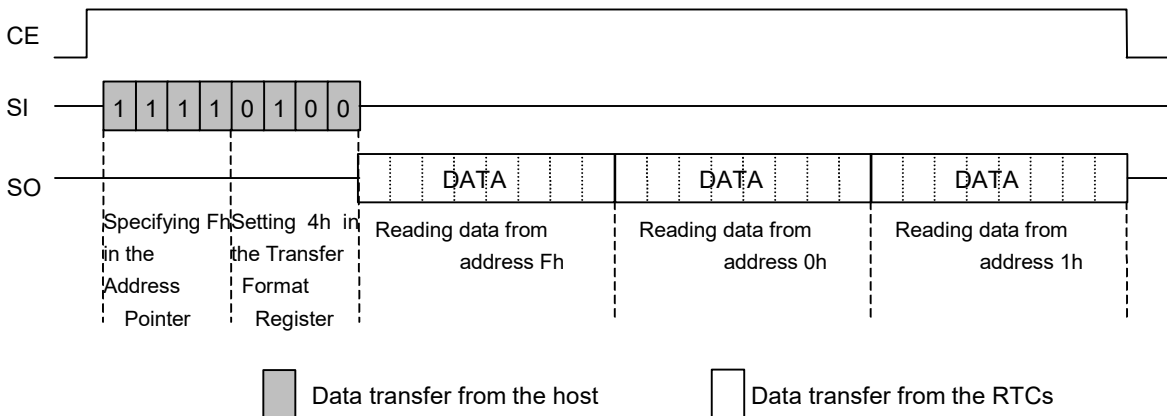 CE
SI
1 1 1 1 0 1 0 0
SO
DATA DATA DATA
Specifying Fh
in the
Address
Pointer
Setting 4h in
the Transfer
Format
Register
Reading data from
address Fh
Reading data from
address 0h
Reading data from
address 1h
Data transfer from the host
Data transfer from the RTCs